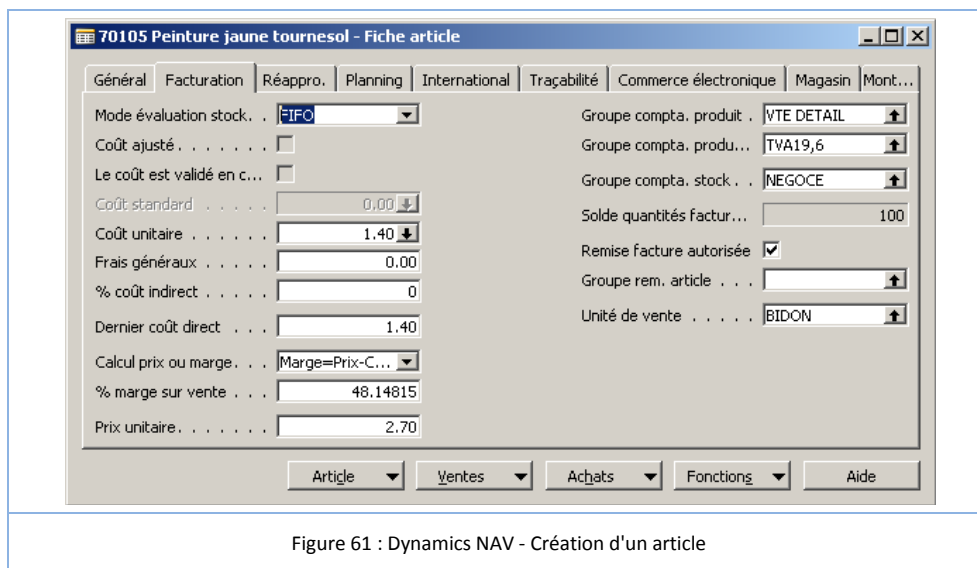 70105 Peinture jaune tournesol - Fiche article
Général Facturation Réappro. Planning International Traçabilité Commerce électronique Magasin Mont...
Mode évaluation stock. . FIFO
Coût ajusté . . . . . . .
Le coût est validé en c...
Coût standard . . . . . 0.00
Coût unitaire . . . . . . 1.40
Frais généraux . . . . . 0.00
% coût indirect . . . . . 0
Dernier coût direct . . . 1.40
Calcul prix ou marge. . . Marge=Prix-C...
% marge sur vente . . . 48.14815
Prix unitaire. . . . . . . 2.70
Groupe compta. produit . VTE DETAIL
Groupe compta. produ... TVA19,6
Groupe compta. stock . . NEGOCE
Solde quantités factur... 100
Remise facture autorisée
Groupe rem. article . . .
Unité de vente . . . . . BIDON
Article Ventes Achats Fonctions Aide
Figure 61 : Dynamics NAV - Création d'un article